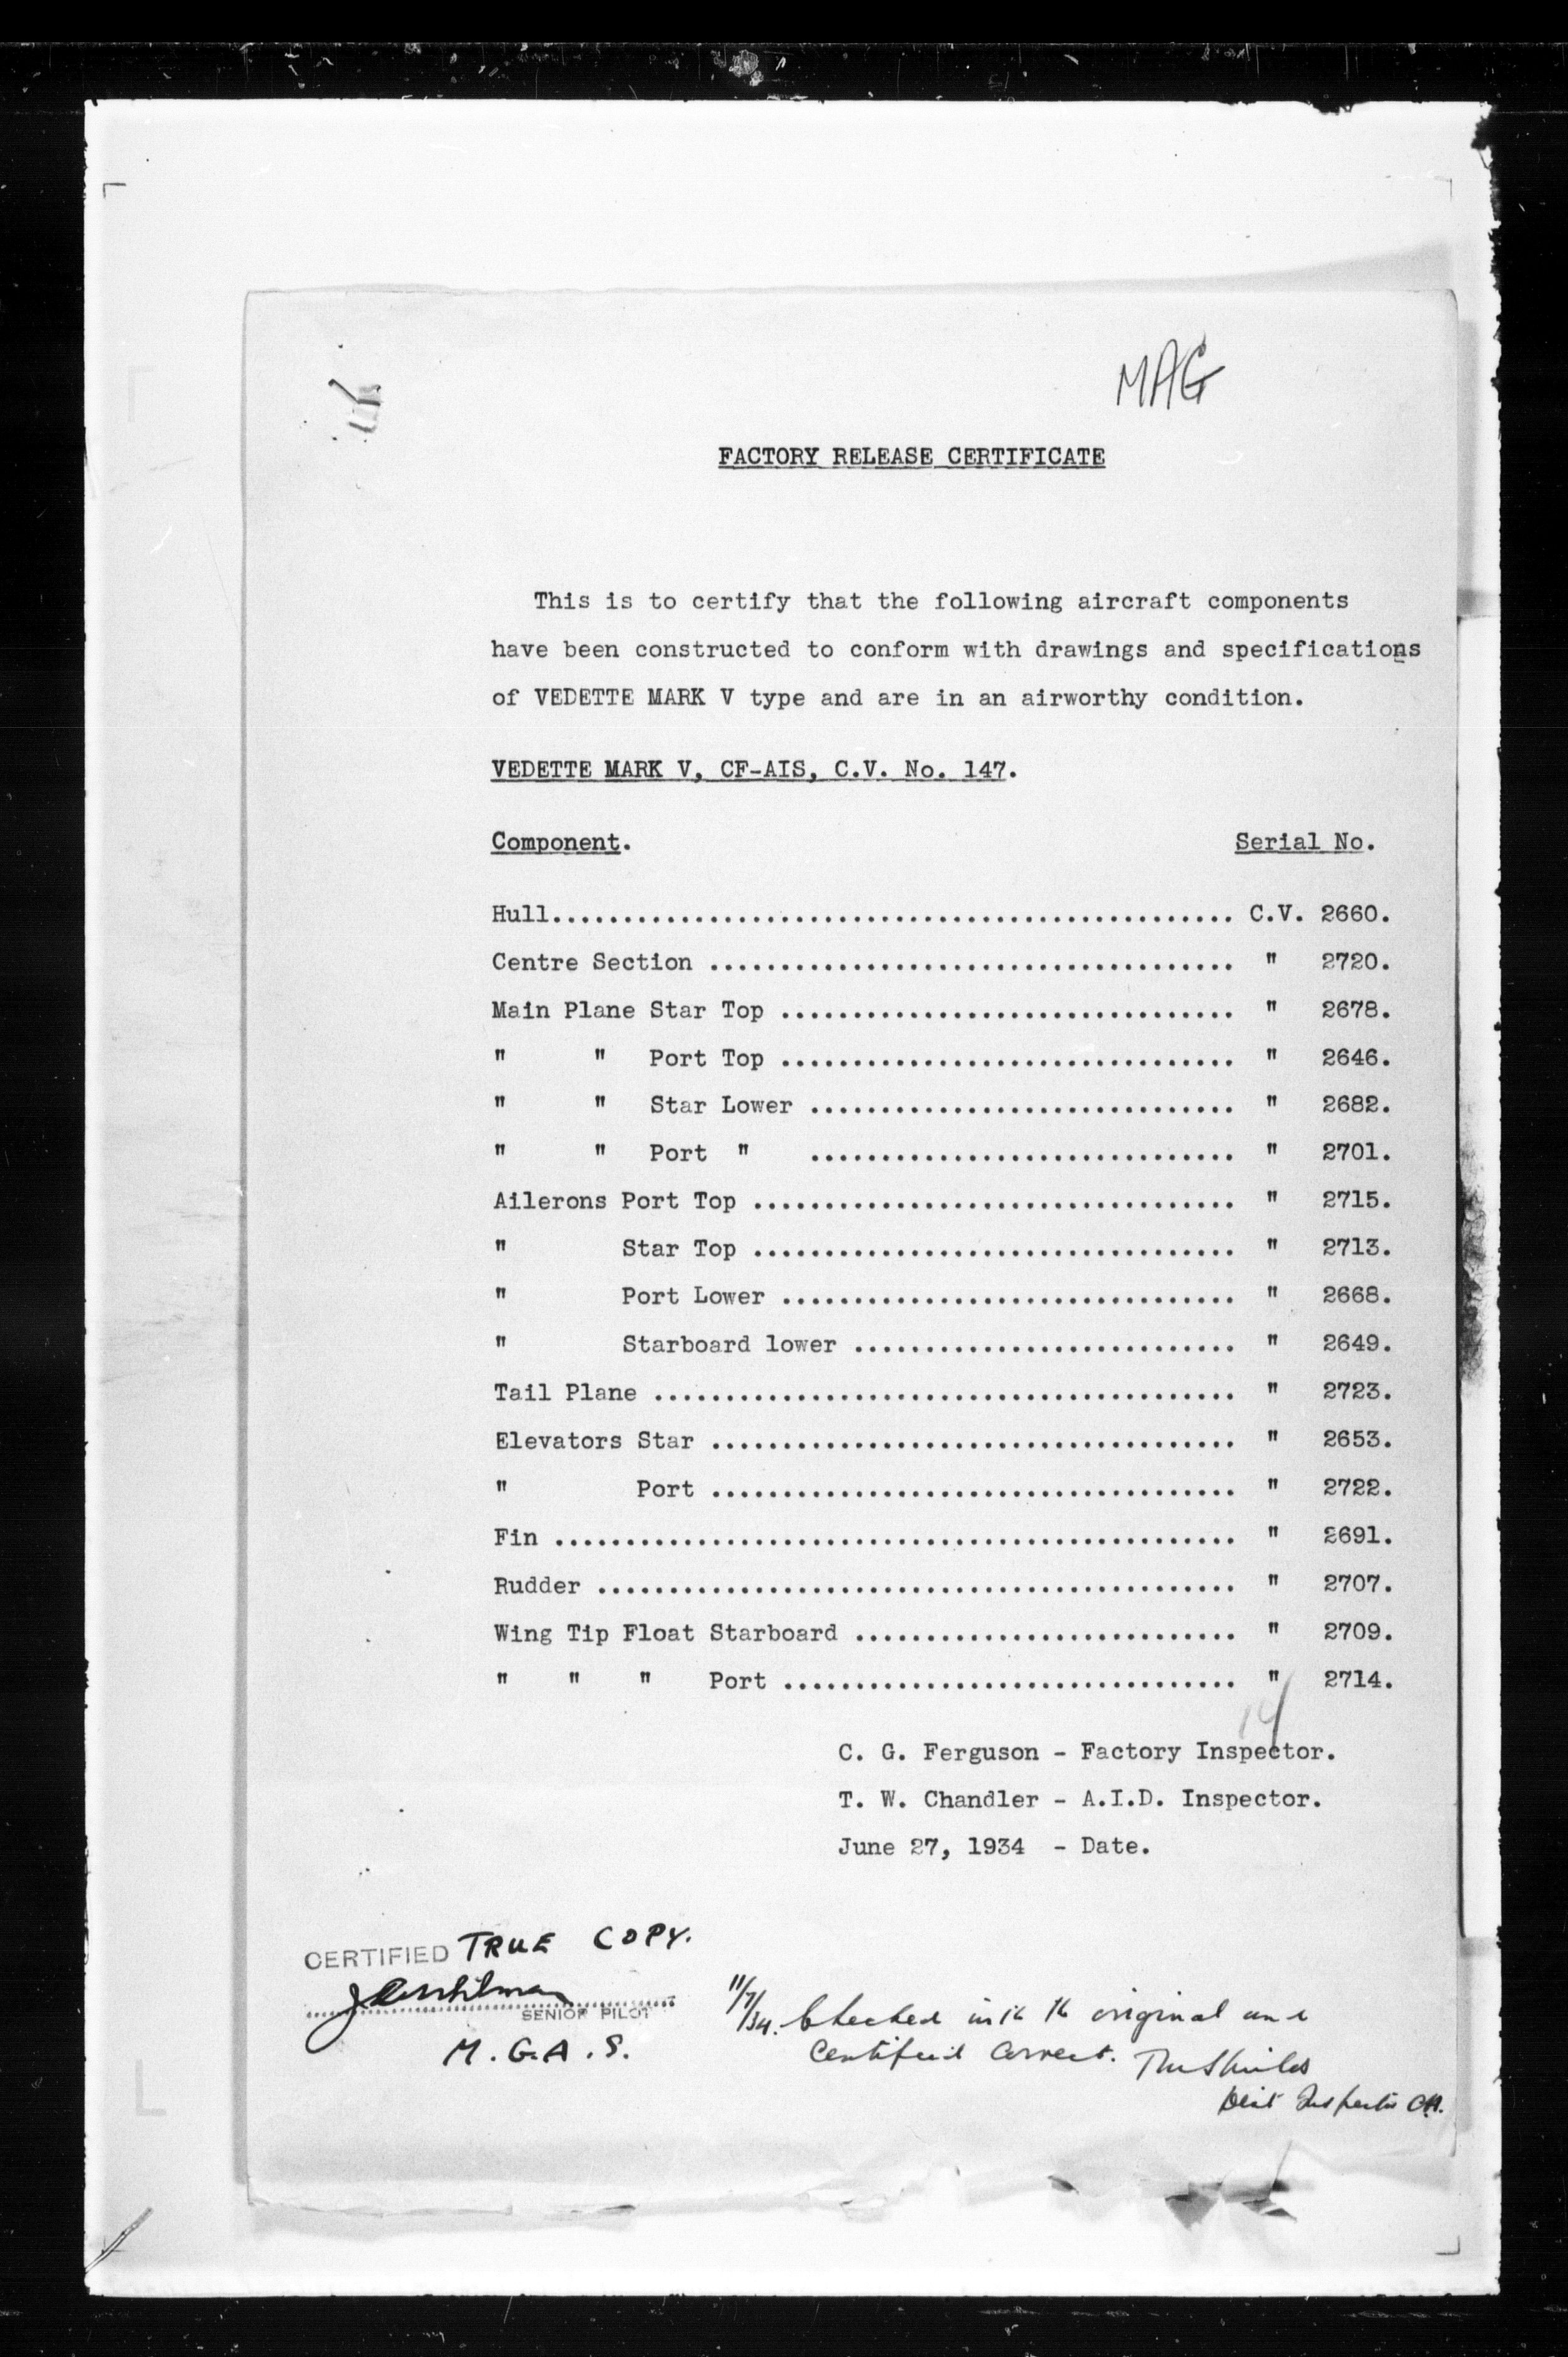 MAG
FACTORY RELEASE CERTIFICATE
This is to certify that the following aircraft components
have been constructed to conform with drawings and specifications
of VEDETTE MARK V type and are in an airworthy condition.
VEDETTE MARK V, CF-AIS, C.V. No. 147.
Component. Serial No.
Hull................................................ C.V. 2660.
Centre Section ..................................... " 2720.
Main Plane Star Top ................................ " 2678.
" " Port Top ................................ " 2646.
" " Star Lower .............................. " 2682.
" " Port " .............................. " 2701.
Ailerons Port Top .................................. " 2715.
" Star Top .................................. " 2713.
" Port Lower ................................ " 2668.
" Starboard lower ........................... " 2649.
Tail Plane ......................................... " 2723.
Elevators Star ..................................... " 2653.
" Port ..................................... " 2722.
Fin ................................................ " 2691.
Rudder ............................................. " 2707.
Wing Tip Float Starboard ........................... " 2709.
" " " Port ................................ " 2714.
14
C. G. Ferguson - Factory Inspector.
T. W. Chandler - A.I.D. Inspector.
June 27, 1934 - Date.
CERTIFIED TRUE COPY.
SENIOR PILOT
M.G.A.S.
11/7/34. Checked with original and
Certified Correct.
Dist Inspector